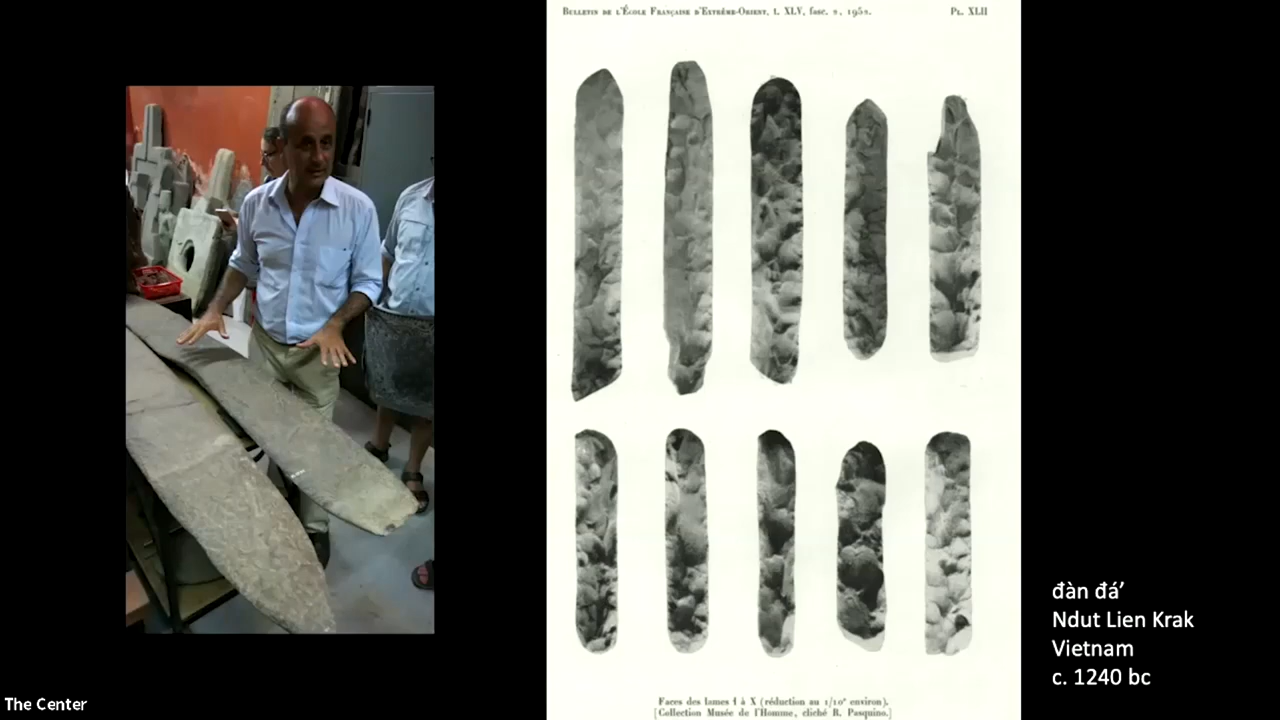 Bulletin de l'École Française d'Extrême-Orient, t. XLV, fasc. 2, 1952. Pl. XLII
đàn đá’
Ndut Lien Krak
Vietnam
c. 1240 bc
Faces des lames I à X (réduction au 1/10e environ).
[Collection Musée de l'Homme, cliché R. Pasquino.]
The Center